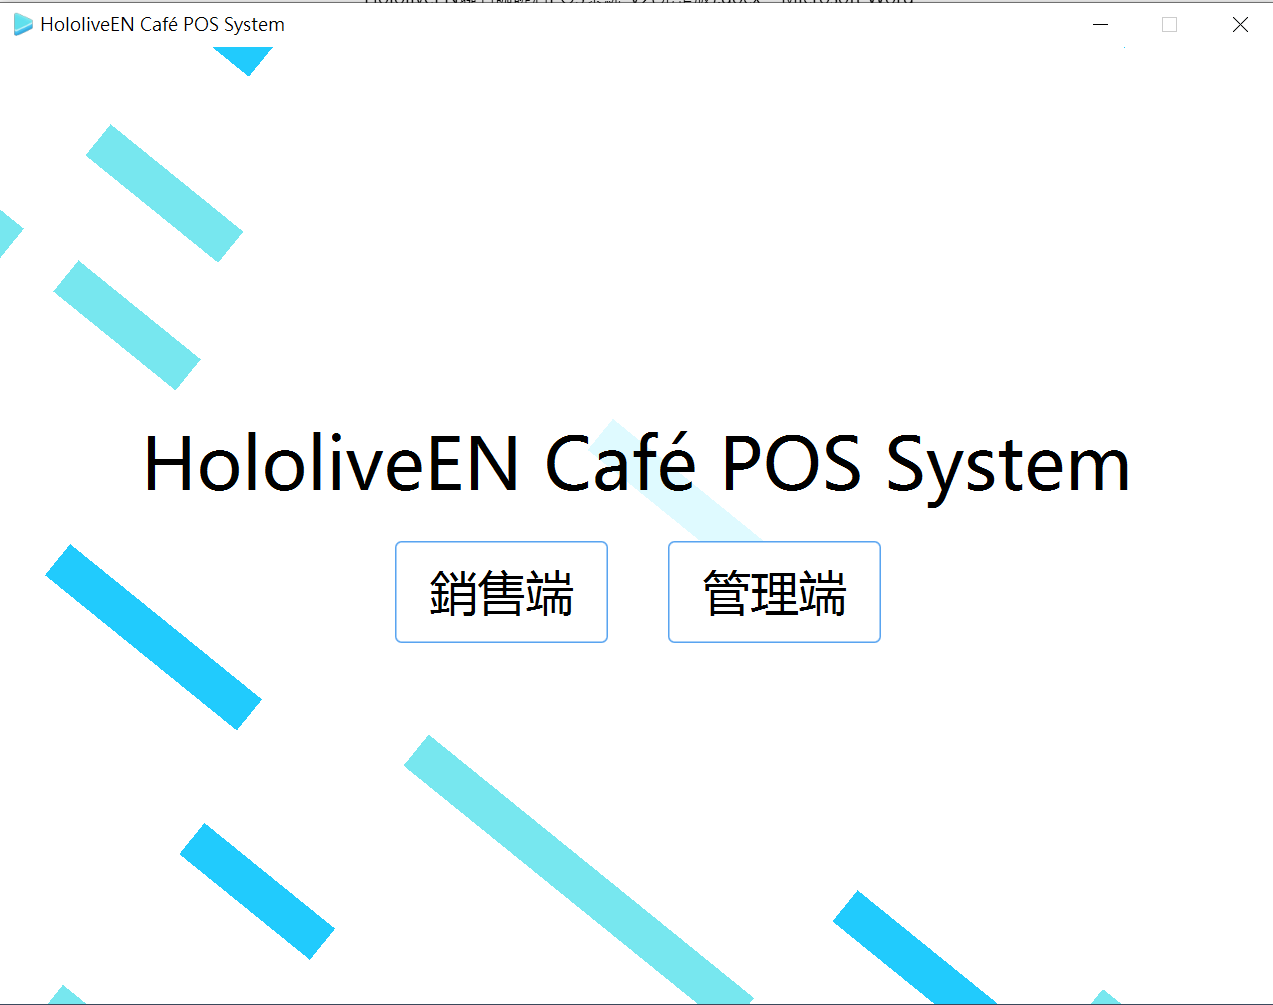 HololiveEN Café POS System
HololiveEN Café POS System
銷售端
管理端